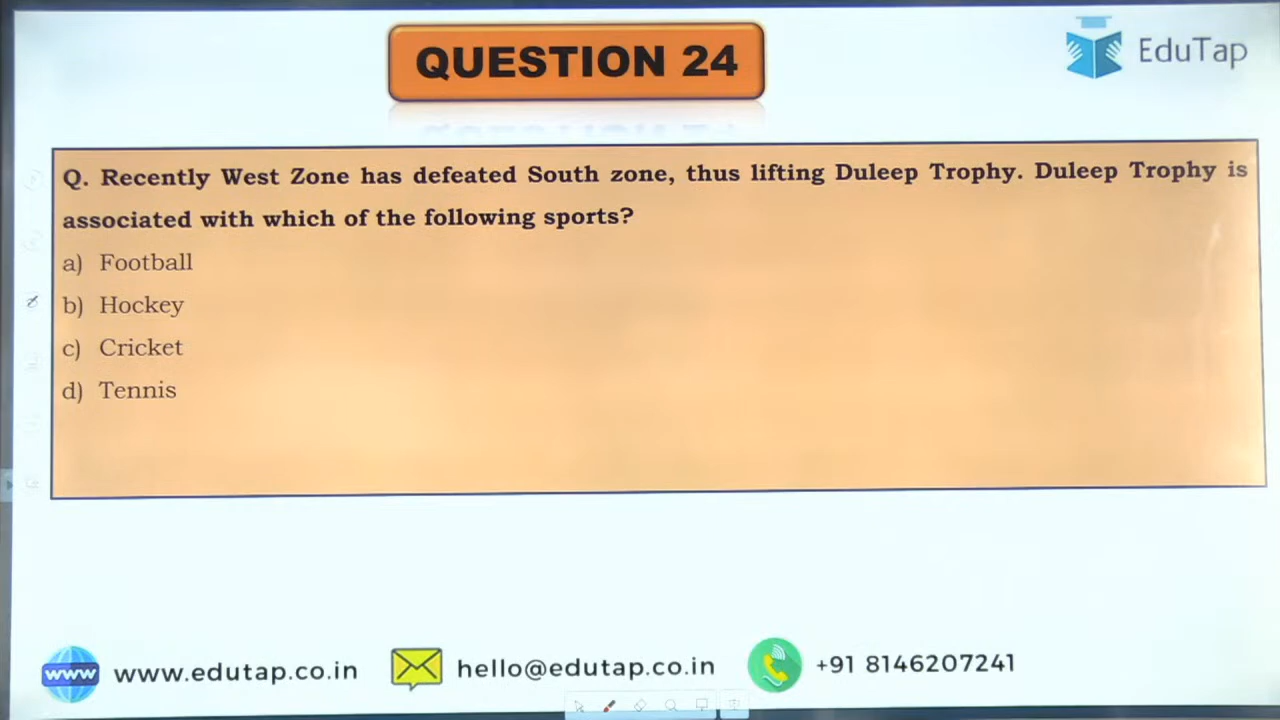 QUESTION 24
EduTap
Q. Recently West Zone has defeated South zone, thus lifting Duleep Trophy. Duleep Trophy is
associated with which of the following sports?
a) Football
b) Hockey
c) Cricket
d) Tennis
www www.edutap.co.in hello@edutap.co.in +91 8146207241